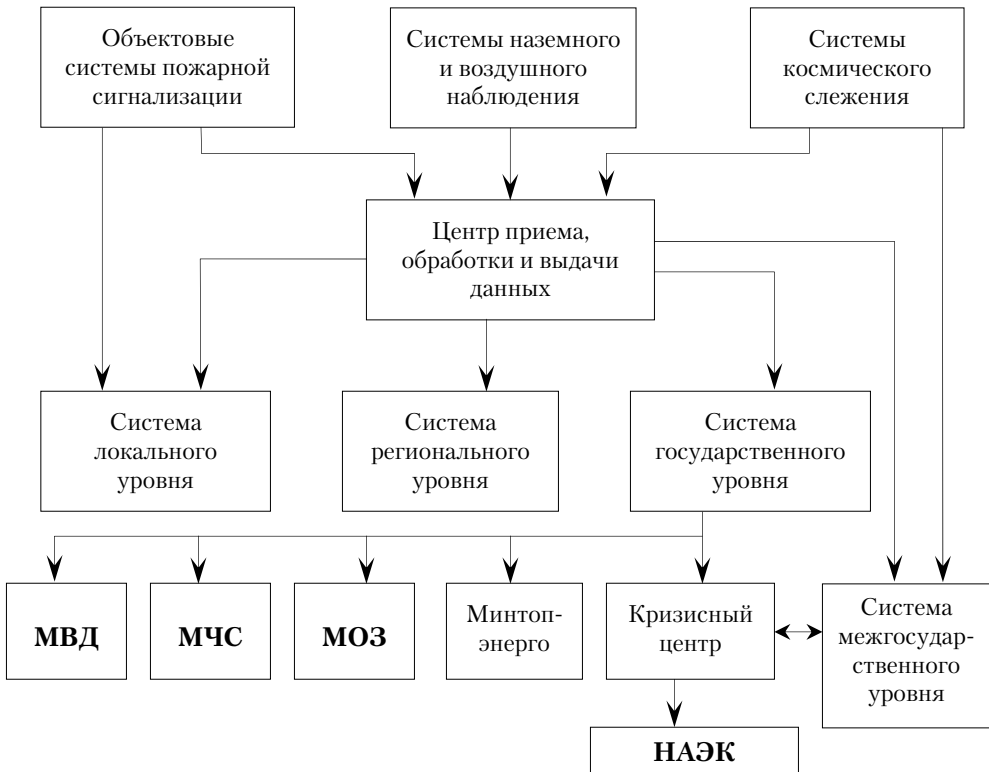 Объектовые
системы пожарной
сигнализации
Системы наземного
и воздушного
наблюдения
Системы
космического
слежения
Центр приема,
обработки и выдачи
данных
Система
локального
уровня
Система
регионального
уровня
Система
государственного
уровня
МВД
МЧС
МОЗ
Минтоп-
энерго
Кризисный
центр
Система
межгосудар-
ственного
уровня
НАЭК